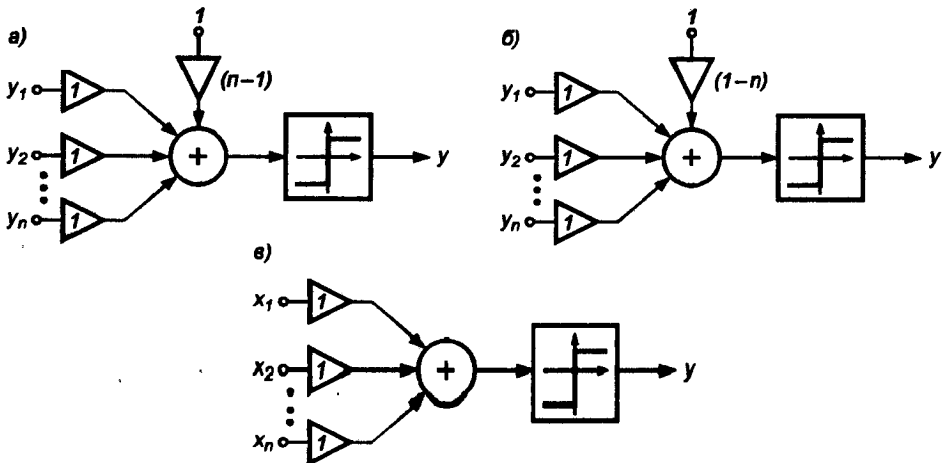 а)
1
(n–1)
y1
1
y2
1
yn
1
+
y
б)
1
(1–n)
y1
1
y2
1
yn
1
+
y
в)
x1
1
x2
1
xn
1
+
y